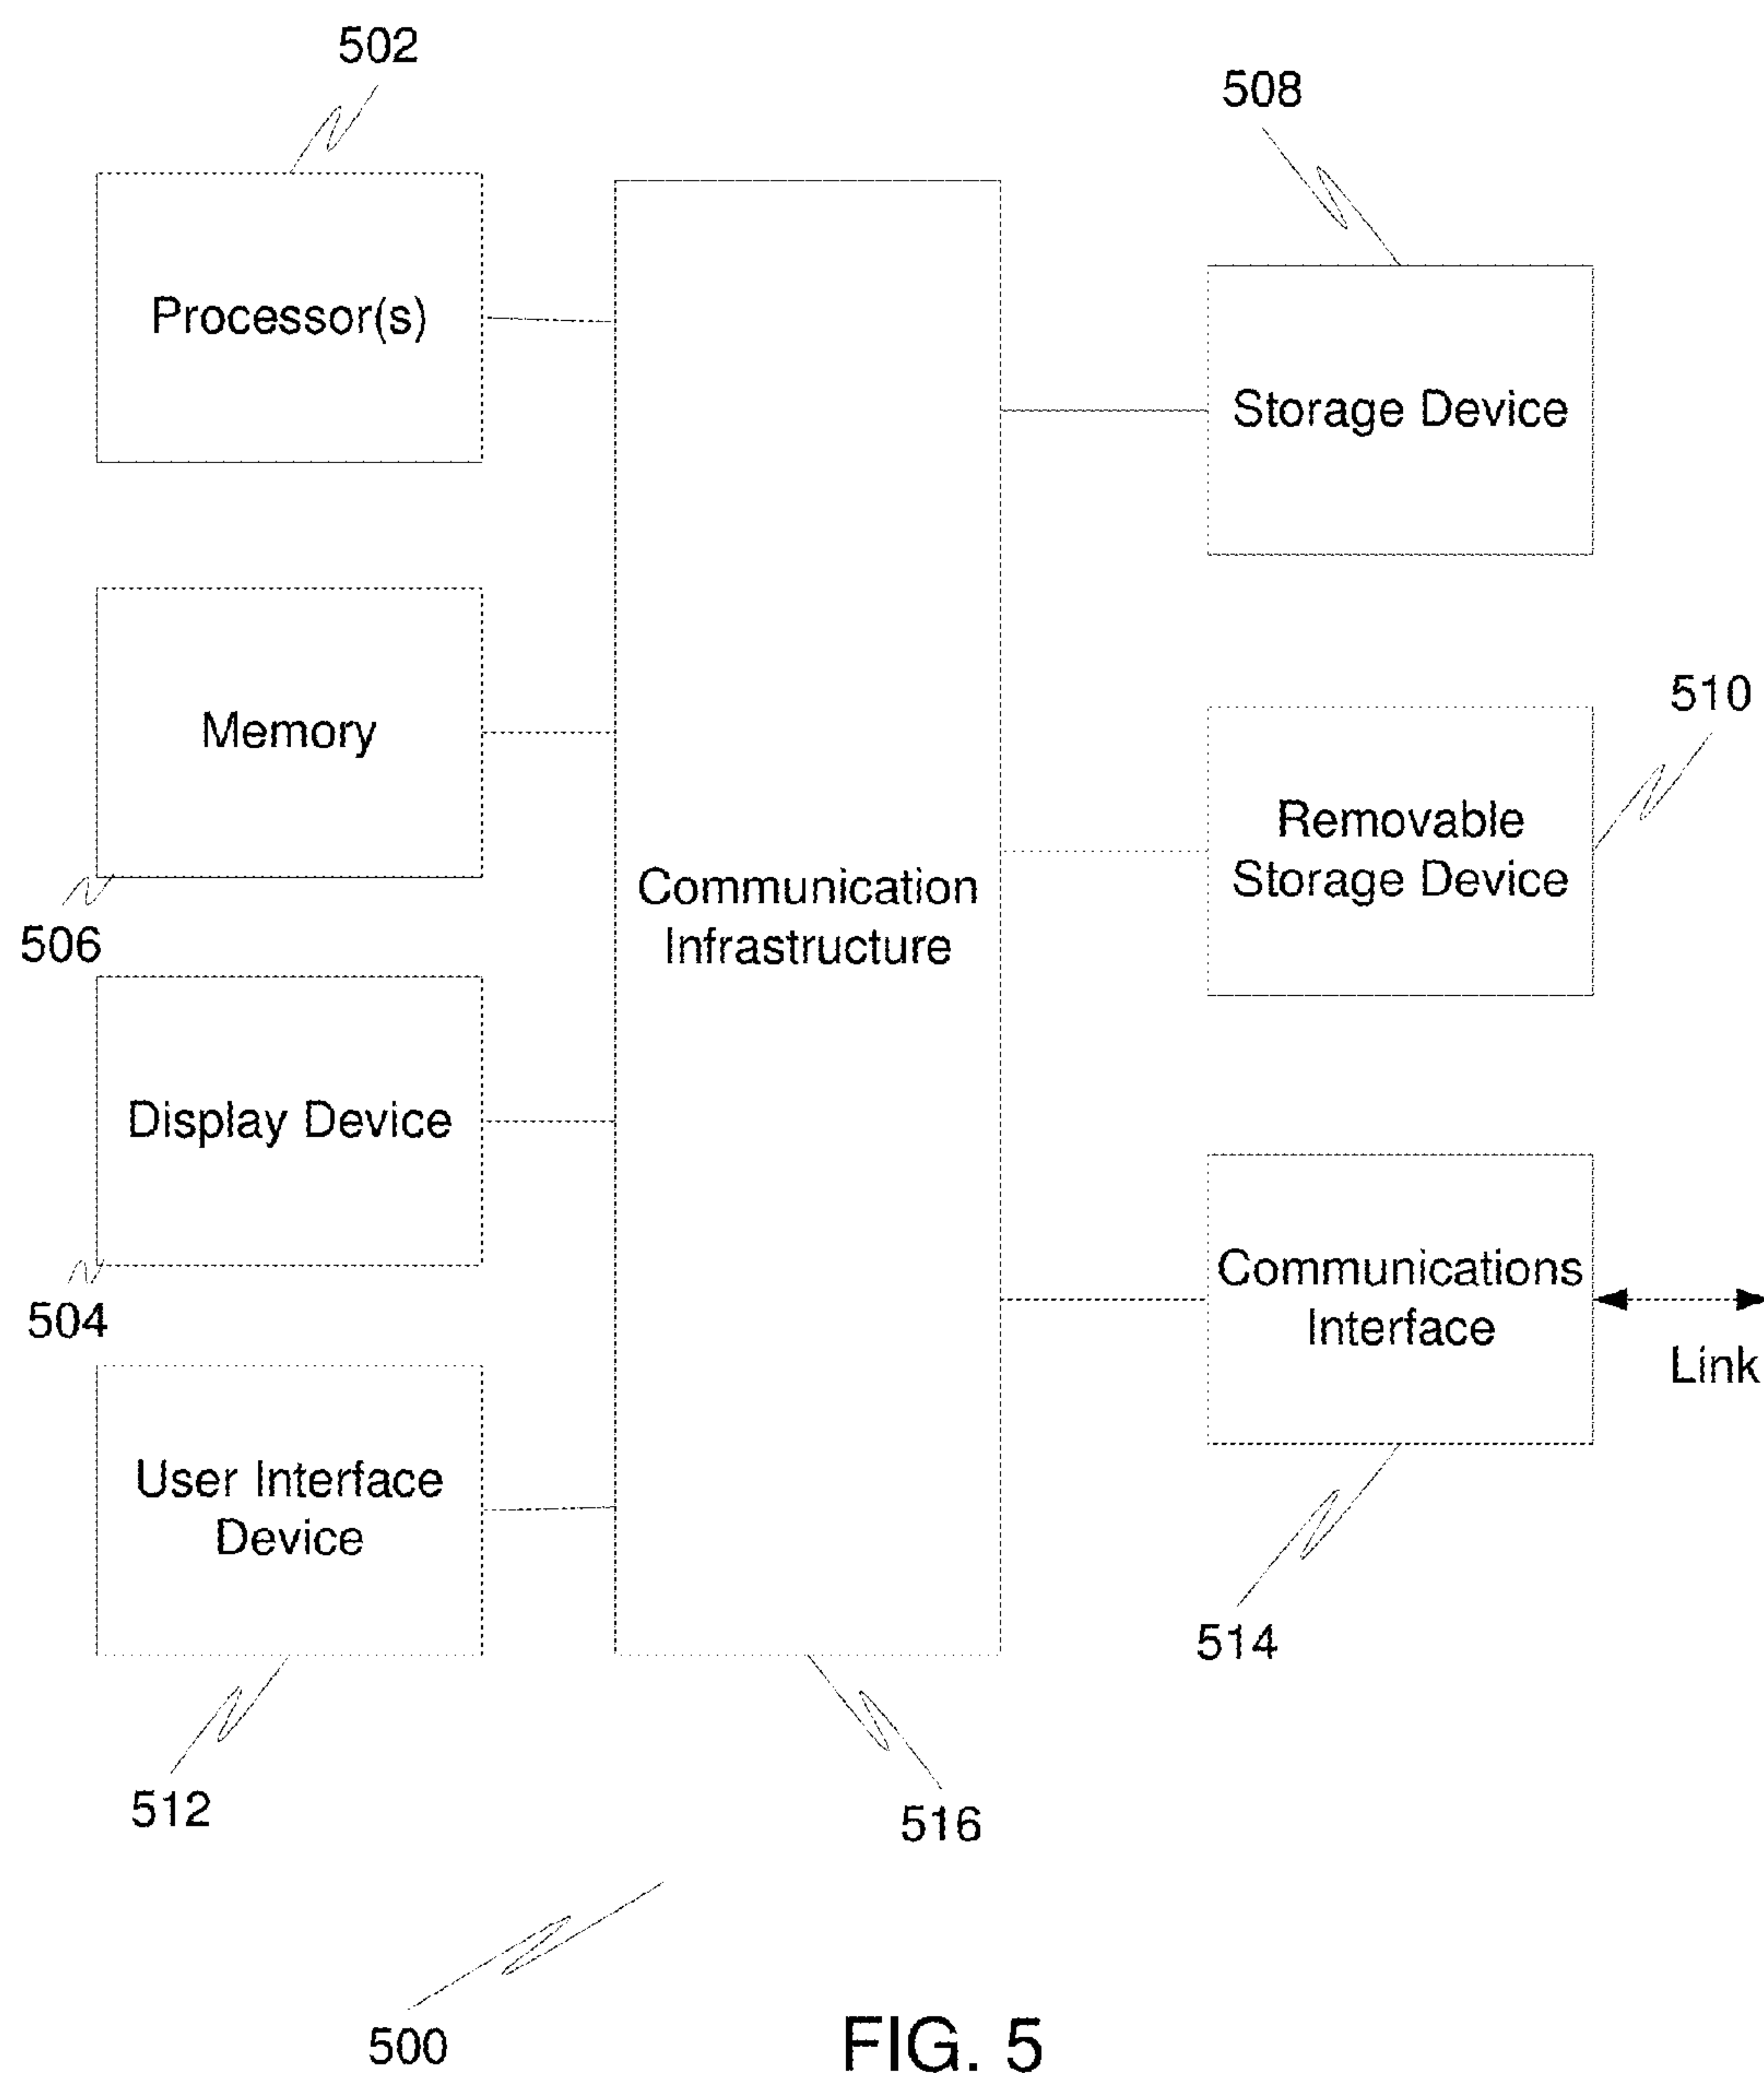 502
508
Processor(s)
Storage Device
510
Memory
Removable
Storage Device
Communication
Infrastructure
506
Display Device
Communications
Interface
504
Link
User Interface
Device
514
512
516
500
FIG. 5